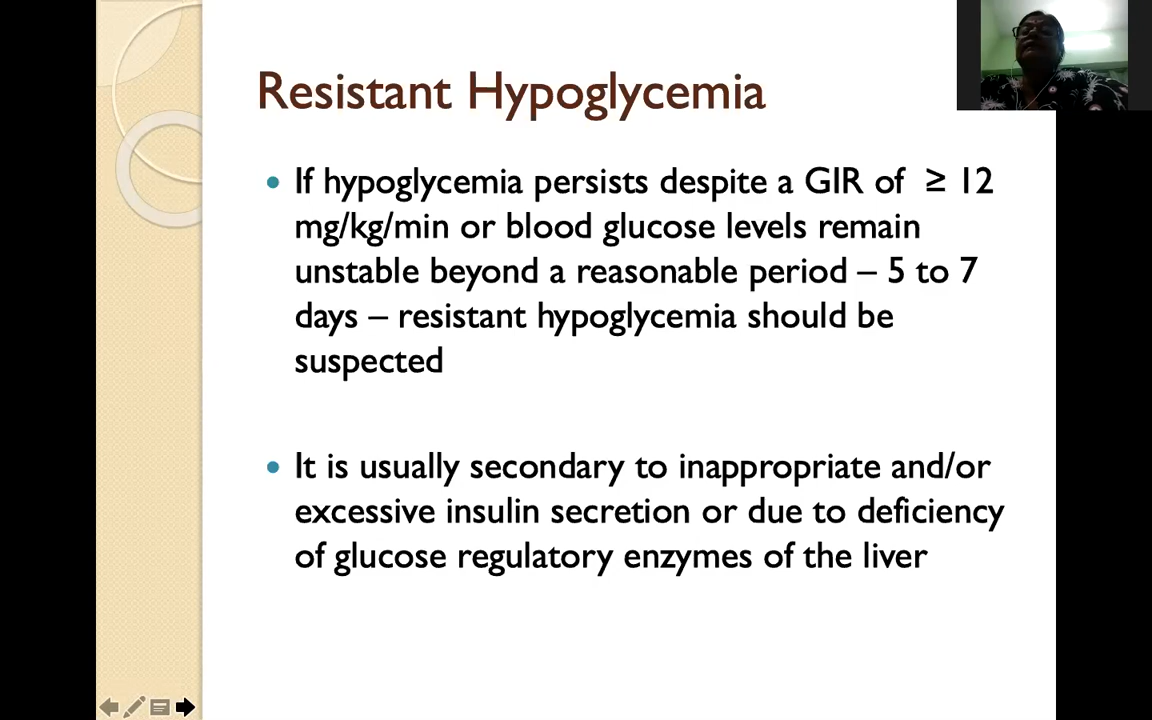 Resistant Hypoglycemia
• If hypoglycemia persists despite a GIR of ≥ 12
mg/kg/min or blood glucose levels remain
unstable beyond a reasonable period – 5 to 7
days – resistant hypoglycemia should be
suspected
• It is usually secondary to inappropriate and/or
excessive insulin secretion or due to deficiency
of glucose regulatory enzymes of the liver